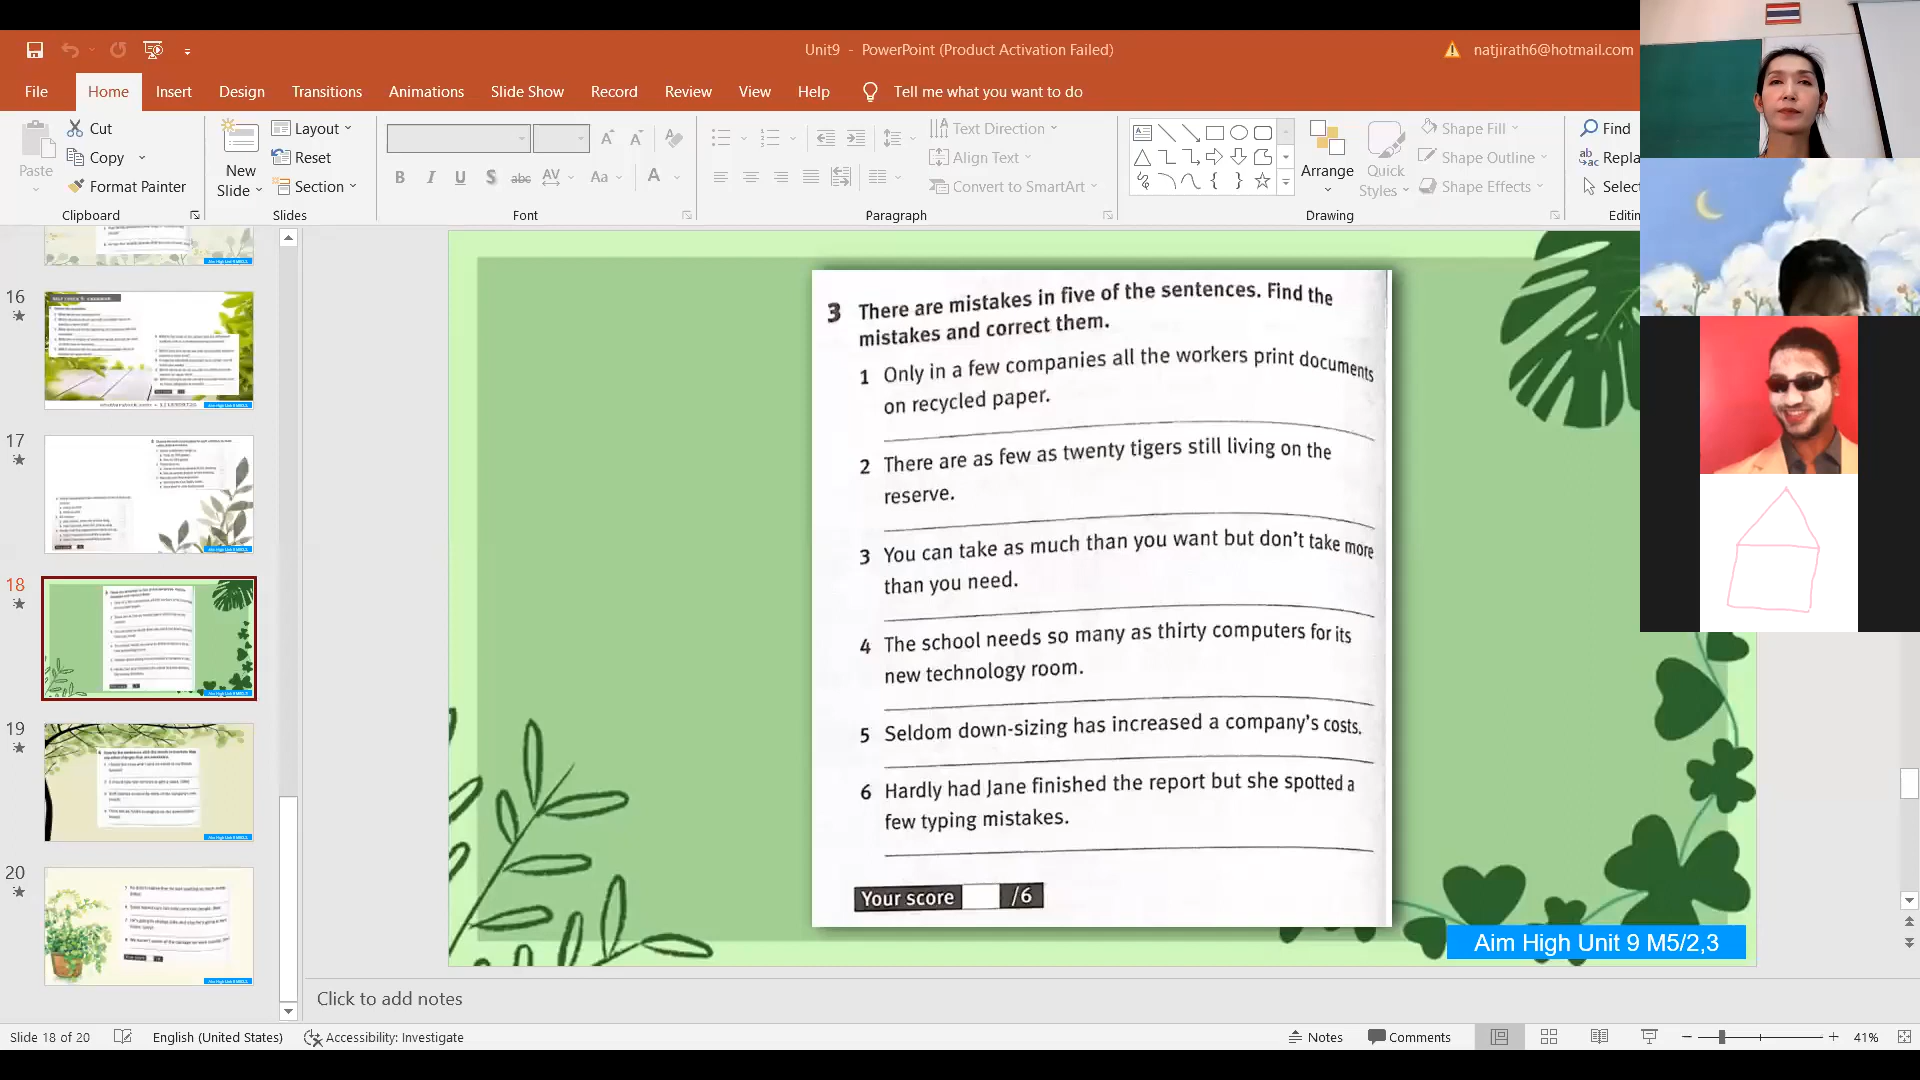 Unit9 - PowerPoint (Product Activation Failed)
natjirath6@hotmail.com
File Home Insert Design Transitions Animations Slide Show Record Review View Help Tell me what you want to do
Paste
Cut
Copy
Format Painter
Clipboard
New Slide
Layout
Reset
Section
Slides
Font
Text Direction
Align Text
Convert to SmartArt
Paragraph
Arrange
Quick Styles
Shape Fill
Shape Outline
Shape Effects
Drawing
Find
16
17
18
19
20
3 There are mistakes in five of the sentences. Find the
mistakes and correct them.
1 Only in a few companies all the workers print documents
on recycled paper.
2 There are as few as twenty tigers still living on the
reserve.
3 You can take as much than you want but don't take more
than you need.
4 The school needs so many as thirty computers for its
new technology room.
5 Seldom down-sizing has increased a company's costs.
6 Hardly had Jane finished the report but she spotted a
few typing mistakes.
Your score /6
Aim High Unit 9 M5/2,3
Click to add notes
Slide 18 of 20 English (United States) Accessibility: Investigate Notes Comments 41%